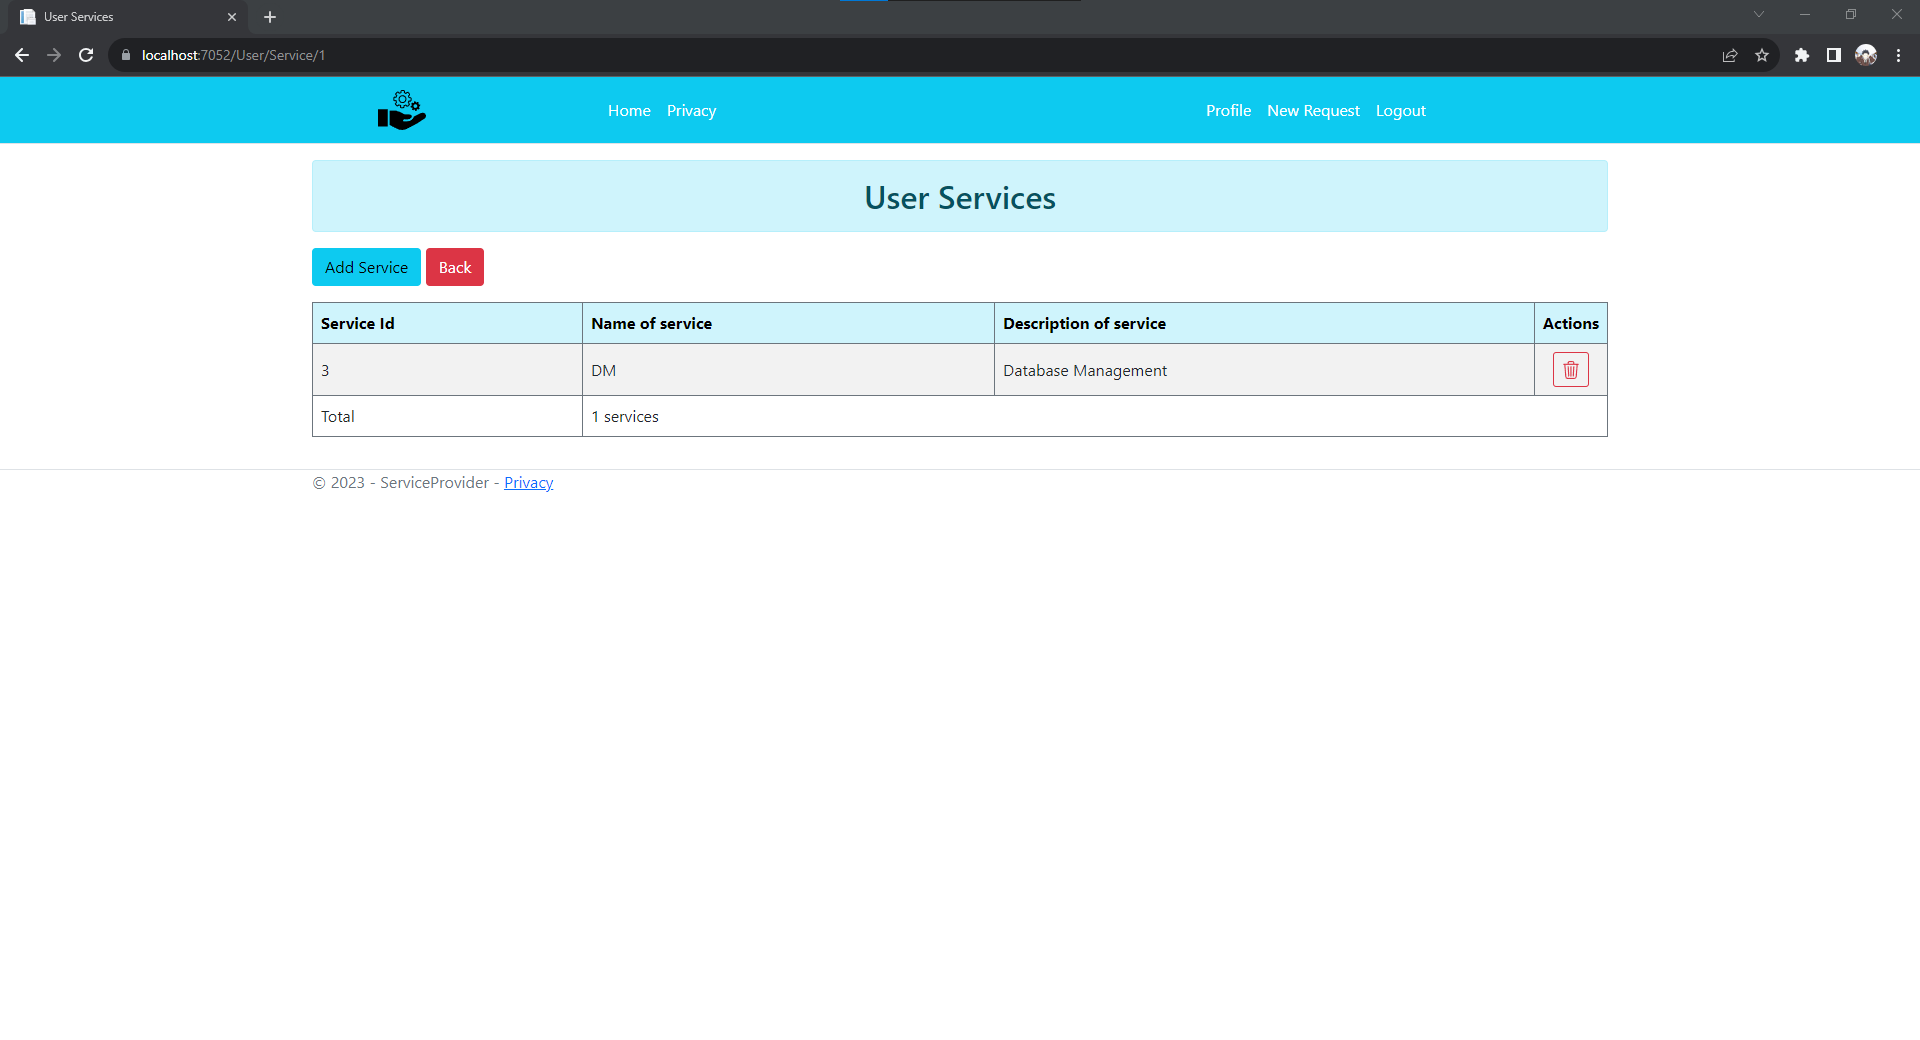 User Services
localhost:7052/User/Service/1
Home Privacy Profile New Request Logout
User Services
Add Service Back
Service Id Name of service Description of service Actions
3 DM Database Management
Total 1 services
© 2023 - ServiceProvider - Privacy